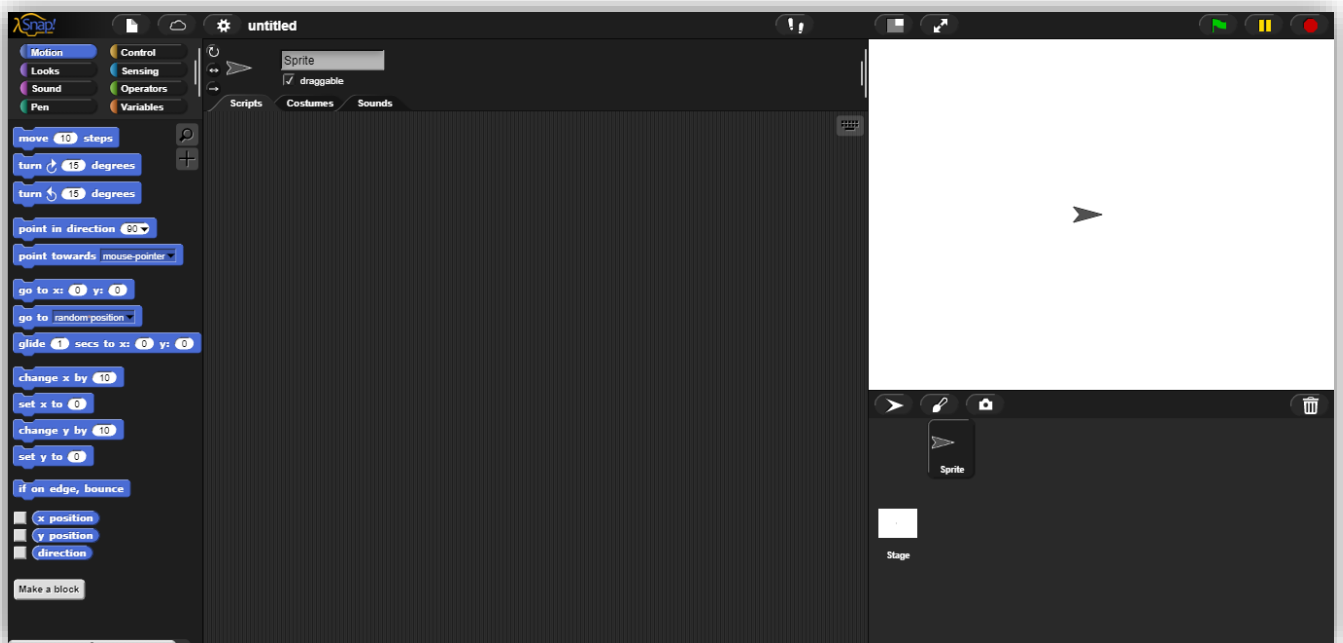 Snap!
untitled
Motion
Control
Looks
Sensing
Sound
Operators
Pen
Variables
Sprite
draggable
Scripts
Costumes
Sounds
move 10 steps
turn 15 degrees
turn 15 degrees
point in direction 90
point towards mouse-pointer
go to x: 0 y: 0
go to random position
glide 1 secs to x: 0 y: 0
change x by 10
set x to 0
change y by 10
set y to 0
if on edge, bounce
x position
y position
direction
Make a block
Sprite
Stage